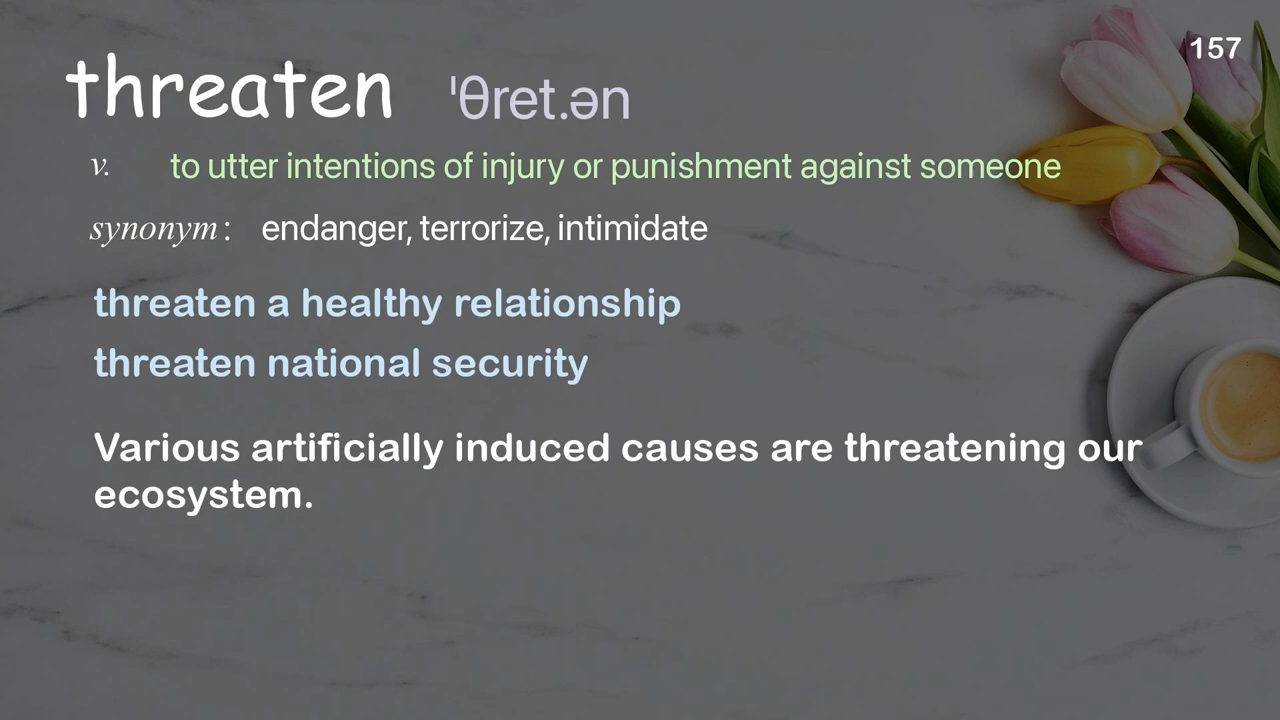 157
threaten ˈθret.ən
v. to utter intentions of injury or punishment against someone
synonym : endanger, terrorize, intimidate
threaten a healthy relationship
threaten national security
Various artificially induced causes are threatening our
ecosystem.